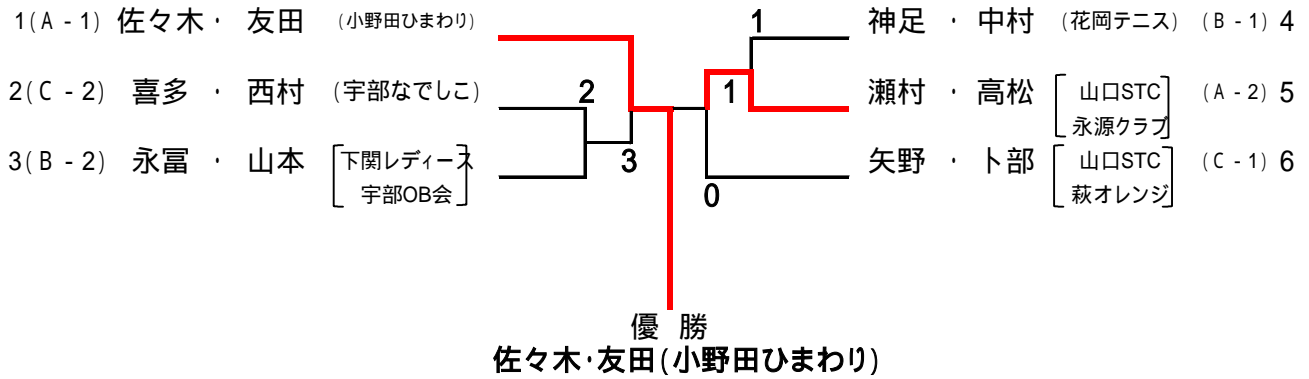 1(A-1) 佐々木・ 友田 (小野田ひまわり)
2(C-2) 喜多 ・ 西村 (宇部なでしこ)
3(B-2) 永冨 ・ 山本 下関レディース
宇部OB会
2
3
1
1
0
神足 ・ 中村 (花岡テニス) (B-1) 4
瀬村 ・ 高松 山口STC (A-2) 5
永源クラブ
矢野 ・ 卜部 山口STC (C-1) 6
萩オレンジ
優 勝
佐々木・友田(小野田ひまわり)